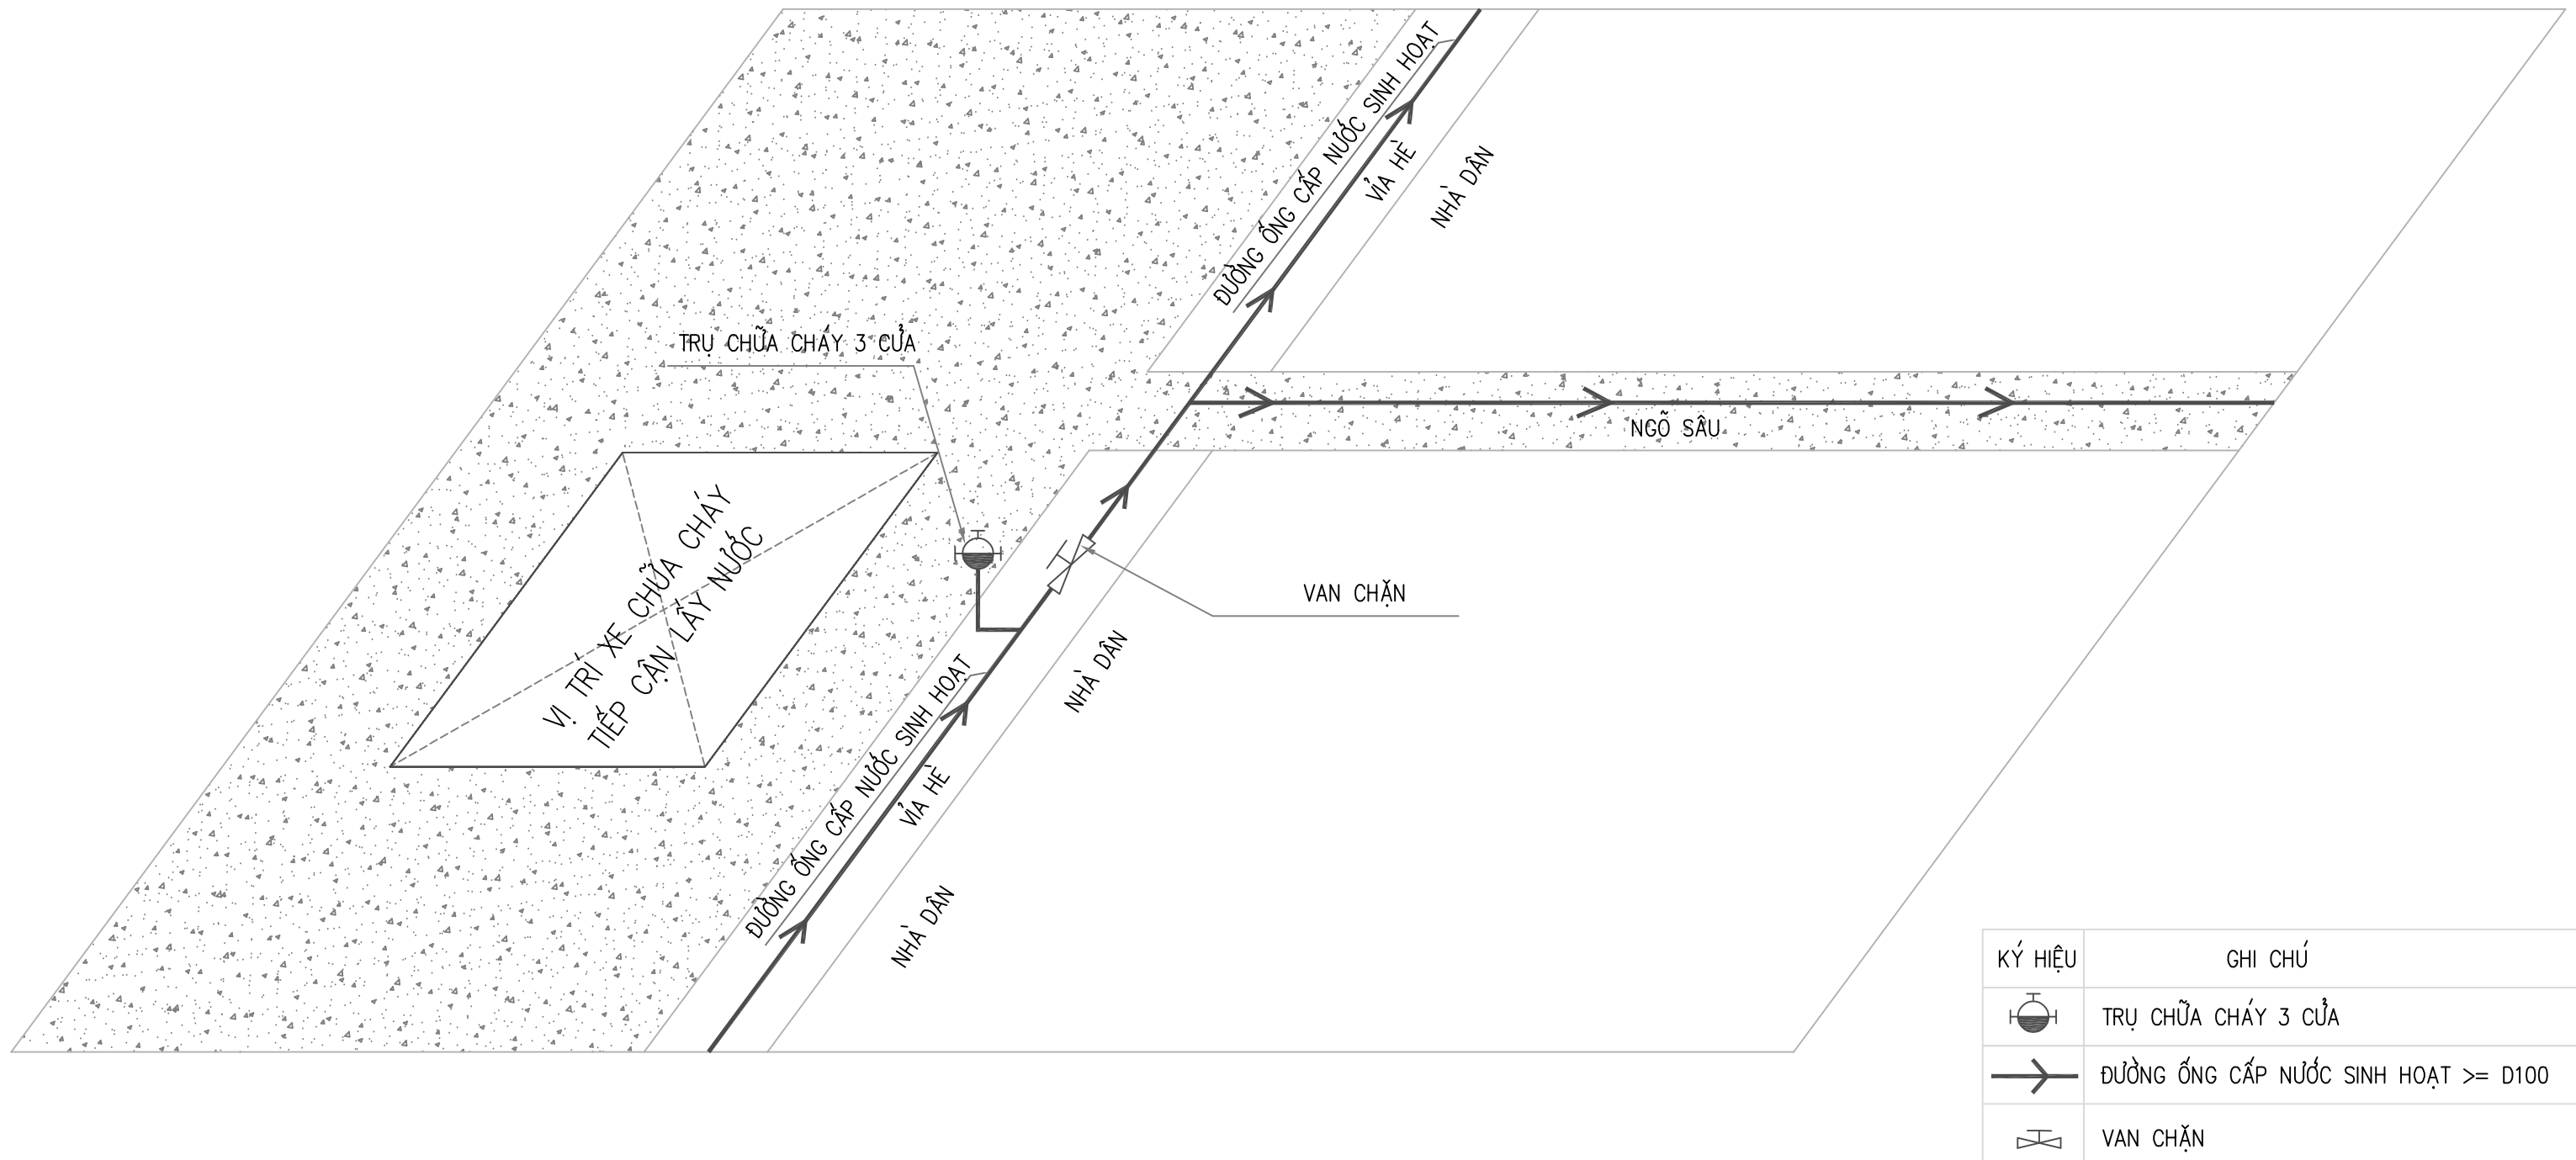 ĐƯỜNG ỐNG CẤP NƯỚC SINH HOẠT
VỈA HÈ
NHÀ DÂN
TRỤ CHỮA CHÁY 3 CỬA
NGÕ SÂU
VỊ TRÍ XE CHỮA CHÁY
TIẾP CẬN LẤY NƯỚC
VAN CHẶN
ĐƯỜNG ỐNG CẤP NƯỚC SINH HOẠT
VỈA HÈ
NHÀ DÂN
NHÀ DÂN
KÝ HIỆU GHI CHÚ
TRỤ CHỮA CHÁY 3 CỬA
ĐƯỜNG ỐNG CẤP NƯỚC SINH HOẠT >= D100
VAN CHẶN